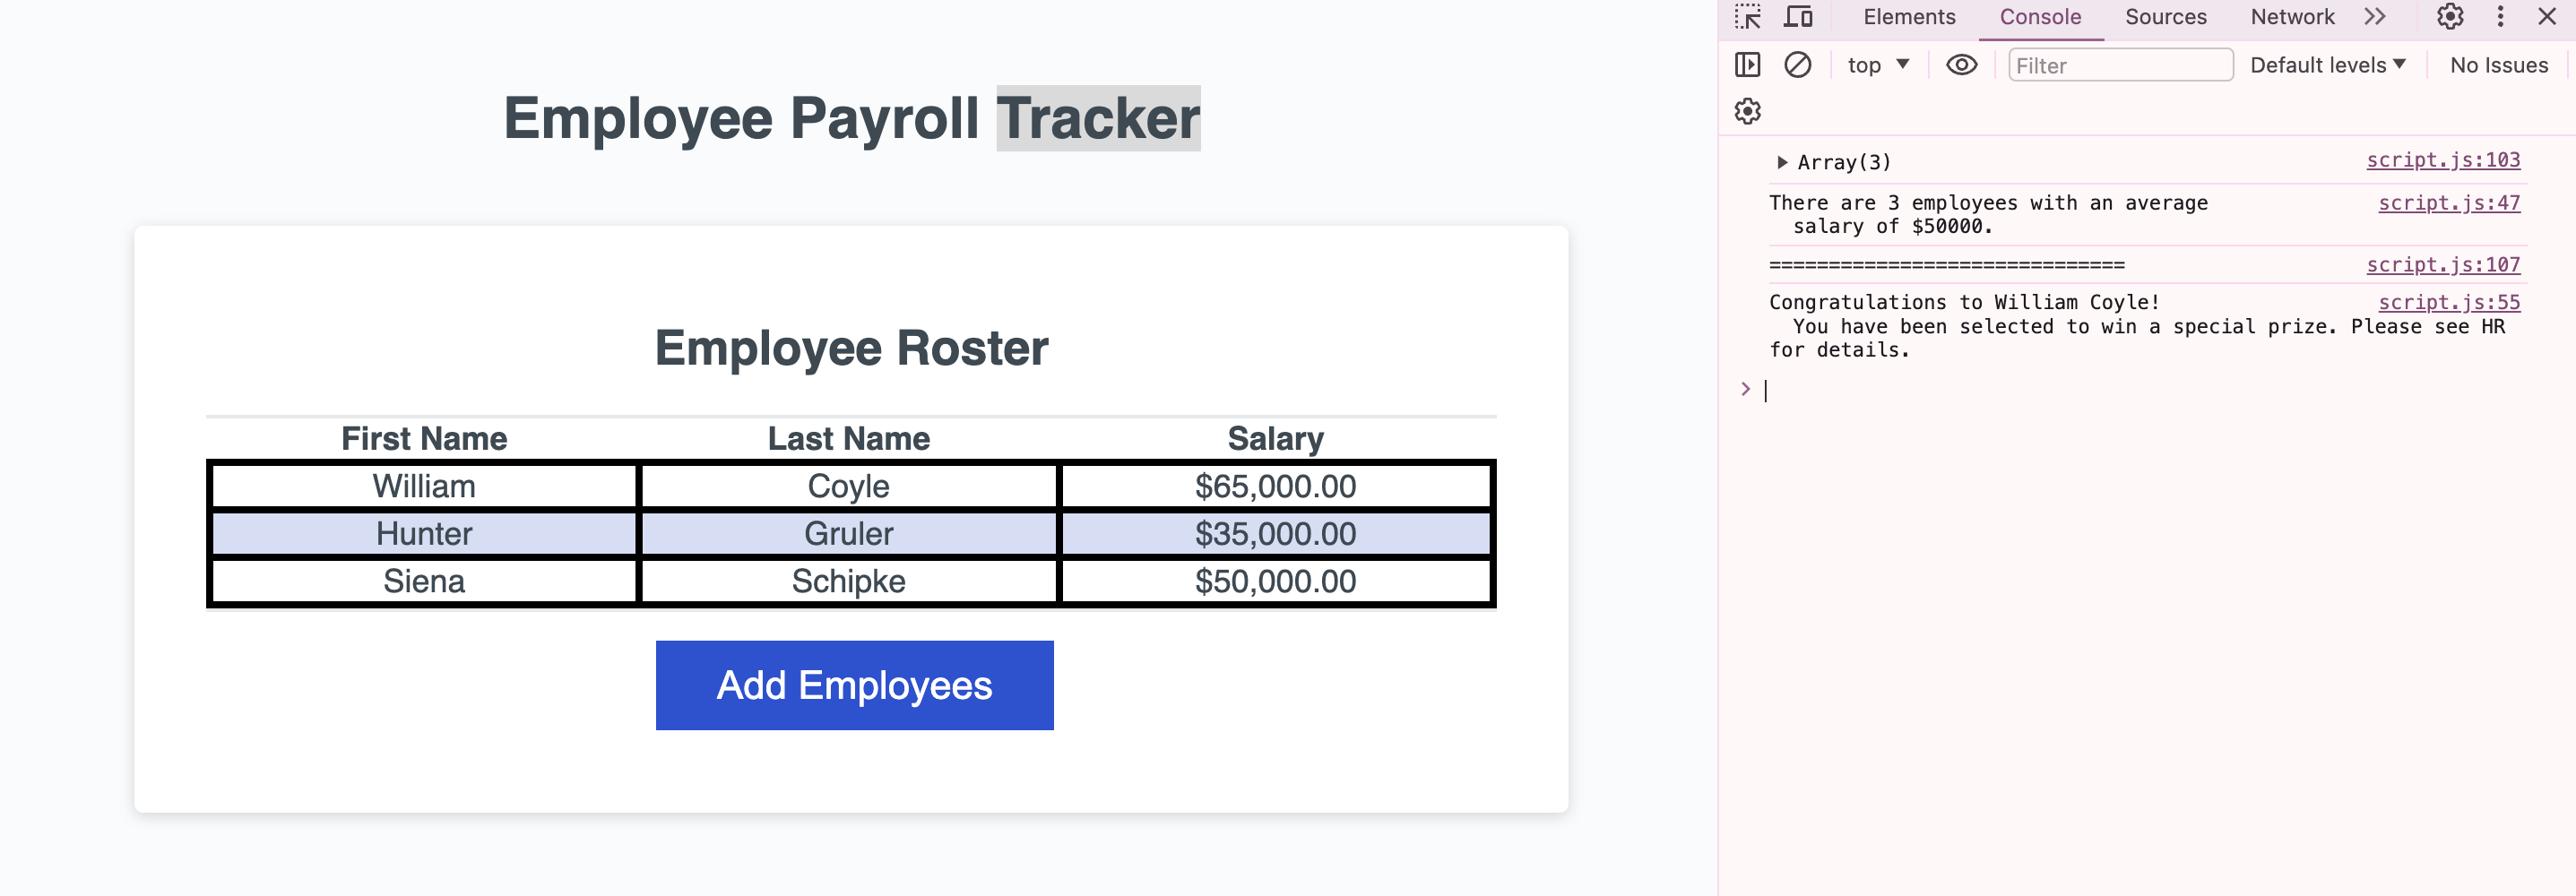 Employee Payroll Tracker
Employee Roster
First Name Last Name Salary
William Coyle $65,000.00
Hunter Gruler $35,000.00
Siena Schipke $50,000.00
Add Employees
Elements Console Sources Network
top Filter Default levels No Issues
Array(3) script.js:103
There are 3 employees with an average script.js:47
salary of $50000.
============================== script.js:107
Congratulations to William Coyle! script.js:55
You have been selected to win a special prize. Please see HR
for details.